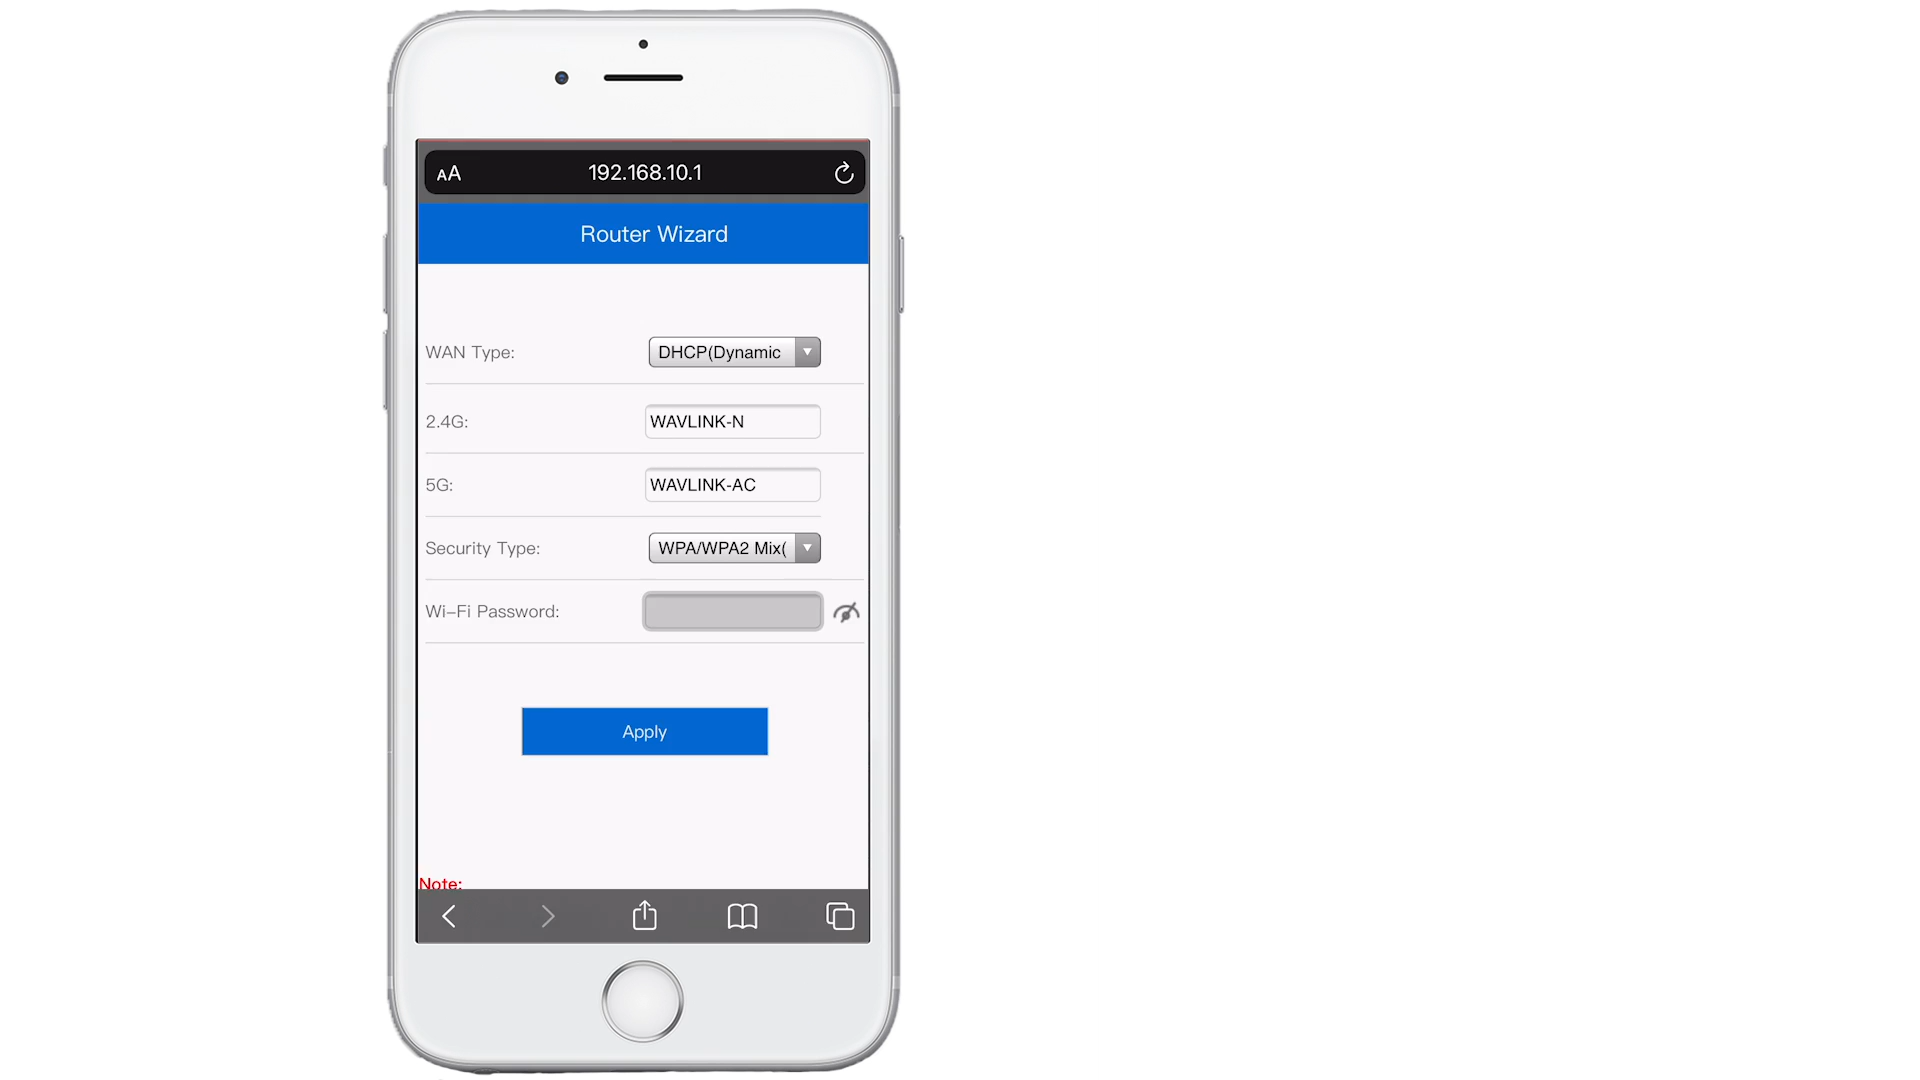 AA 192.168.10.1
Router Wizard
WAN Type: DHCP(Dynamic
2.4G: WAVLINK-N
5G: WAVLINK-AC
Security Type: WPA/WPA2 Mix(
Wi-Fi Password:
Apply
Note: